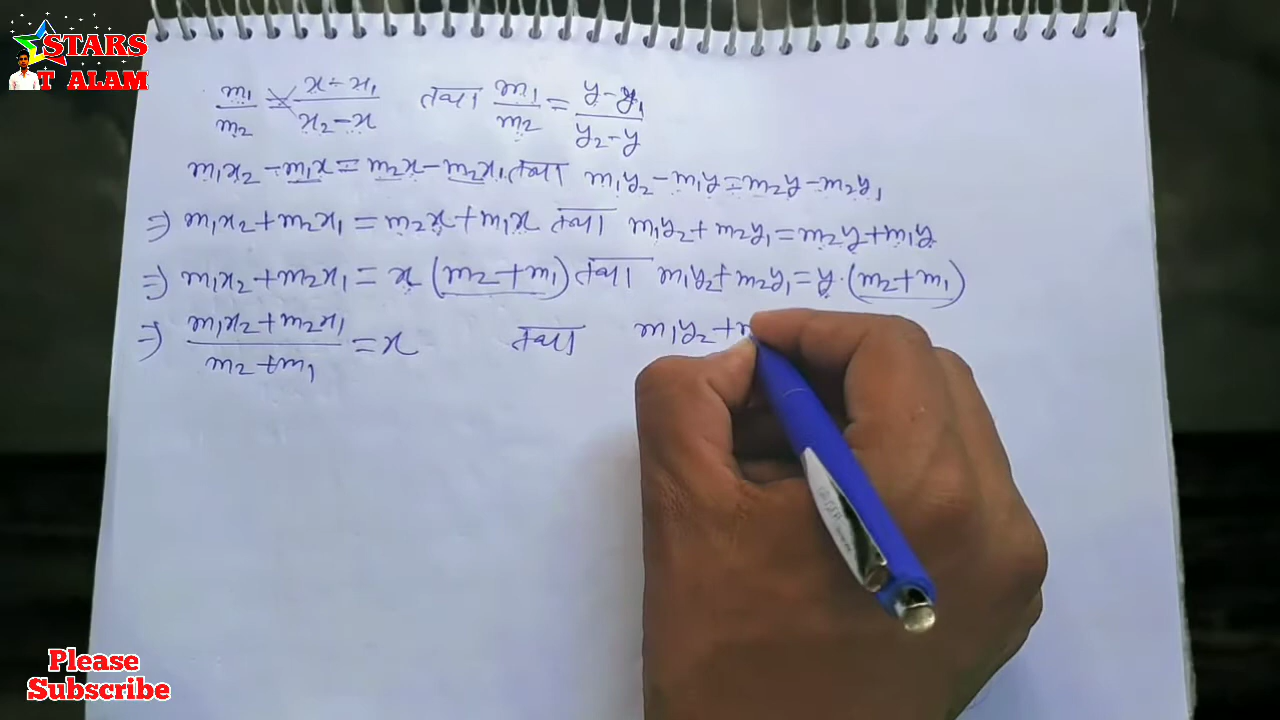 STARS
T ALAM
m₁/m₂ = x - x₁/x₂ - x तथा m₁/m₂ = y - y₁/y₂ - y
m₁x₂ - m₁x = m₂x - m₂x₁ तथा m₁y₂ - m₁y = m₂y - m₂y₁
⇒ m₁x₂ + m₂x₁ = m₂x + m₁x तथा m₁y₂ + m₂y₁ = m₂y + m₁y
⇒ m₁x₂ + m₂x₁ = x (m₂ + m₁) तथा m₁y₂ + m₂y₁ = y · (m₂ + m₁)
⇒ m₁x₂ + m₂x₁/m₂ + m₁ = x तथा m₁y₂ +
Please
Subscribe